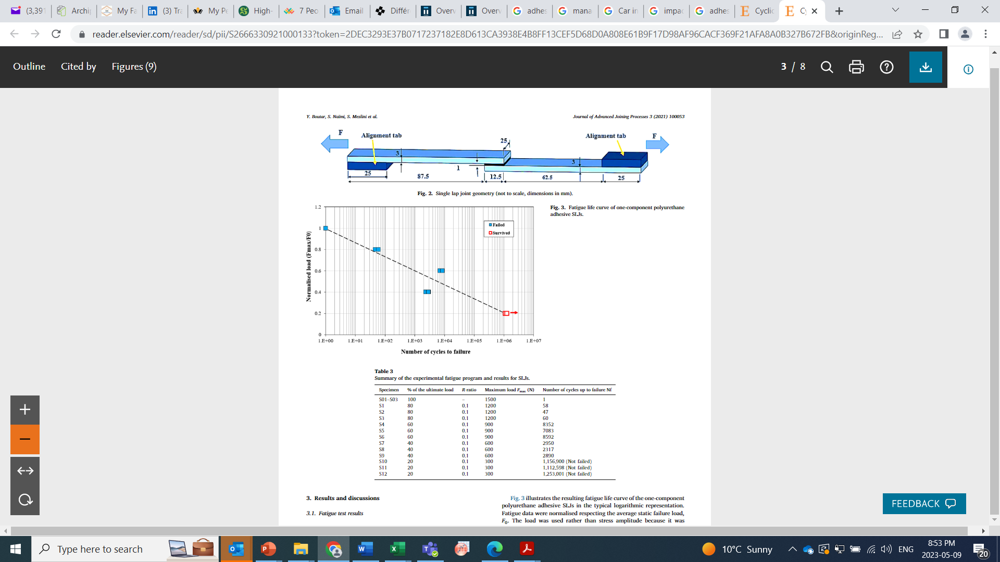 (3,391
Archi
My Fa
(3) Tra
My Pe
High-
7 Peo
Email
Différ
Overv
Overv
adhes
mana
Car in
impac
adhes
Cyclic
Cy
reader.elsevier.com/reader/sd/pii/S2666330921000133?token=2DEC3293E37B0717237182E8D613CA3938E4B8FF13CEF5D68D0A808E61B9F17D98AF96CACF369F21AFA8A0B327B672FB&originReg...
Outline Cited by Figures (9) 3 / 8
Y. Boutar, S. Naïmi, S. Mezlini et al. Journal of Advanced Joining Processes 3 (2021) 100053
F Alignment tab 25 Alignment tab F
3 3
1
25 87.5 12.5 62.5 25
Fig. 2. Single lap joint geometry (not to scale, dimensions in mm).
Fig. 3. Fatigue life curve of one-component polyurethane
adhesive SLJs.
Normalised load (Fmax/F0)
1.2
1
0.8
0.6
0.4
0.2
0
Failed
Survived
1.E+00 1.E+01 1.E+02 1.E+03 1.E+04 1.E+05 1.E+06 1.E+07
Number of cycles to failure
Table 3
Summary of the experimental fatigue program and results for SLJs.
Specimen % of the ultimate load R-ratio Maximum load Fmax (N) Number of cycles up to failure Nf
S01–S03 100 – 1500 1
S1 80 0.1 1200 58
S2 80 0.1 1200 47
S3 80 0.1 1200 60
S4 60 0.1 900 8352
S5 60 0.1 900 7083
S6 60 0.1 900 8592
S7 40 0.1 600 2950
S8 40 0.1 600 2317
S9 40 0.1 600 2890
S10 20 0.1 300 1,156,900 (Not failed)
S11 20 0.1 300 1,112,598 (Not failed)
S12 20 0.1 300 1,253,001 (Not failed)
3. Results and discussions
3.1. Fatigue test results
Fig. 3 illustrates the resulting fatigue life curve of the one-component
polyurethane adhesive SLJs in the typical logarithmic representation.
Fatigue data were normalised respecting the average static failure load,
F0. The load was used rather than stress amplitude because it was
FEEDBACK
Type here to search
10°C Sunny
ENG
8:53 PM
2023-05-09
20